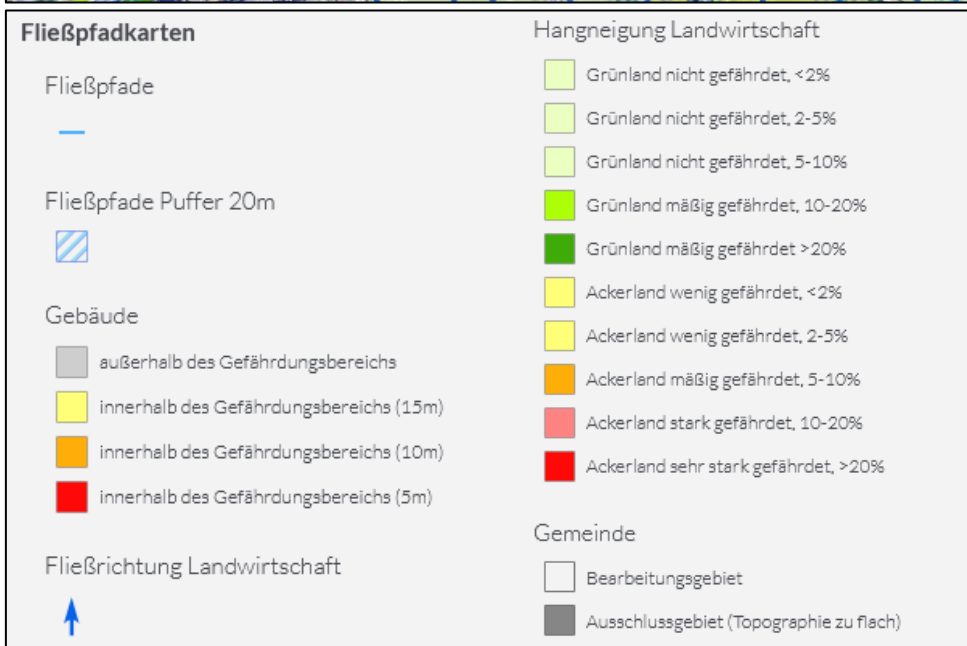 Fließpfadkarten
Fließpfade
Fließpfade Puffer 20m
Gebäude
außerhalb des Gefährdungsbereichs
innerhalb des Gefährdungsbereichs (15m)
innerhalb des Gefährdungsbereichs (10m)
innerhalb des Gefährdungsbereichs (5m)
Fließrichtung Landwirtschaft
Hangneigung Landwirtschaft
Grünland nicht gefährdet, <2%
Grünland nicht gefährdet, 2-5%
Grünland nicht gefährdet, 5-10%
Grünland mäßig gefährdet, 10-20%
Grünland mäßig gefährdet >20%
Ackerland wenig gefährdet, <2%
Ackerland wenig gefährdet, 2-5%
Ackerland mäßig gefährdet, 5-10%
Ackerland stark gefährdet, 10-20%
Ackerland sehr stark gefährdet, >20%
Gemeinde
Bearbeitungsgebiet
Ausschlussgebiet (Topographie zu flach)